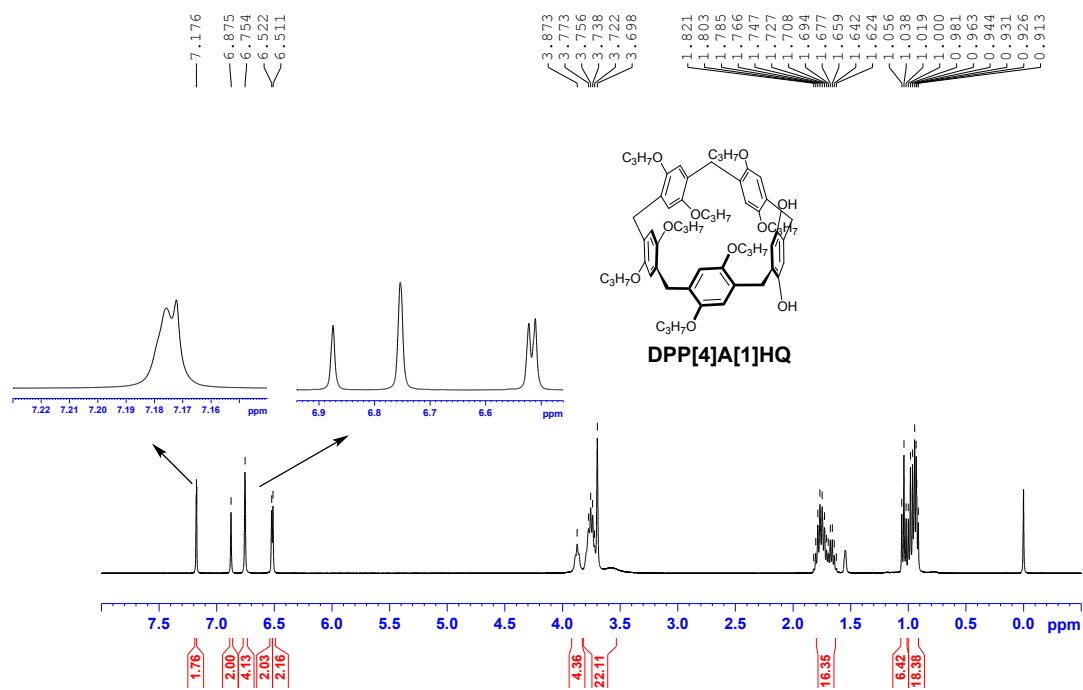 7.176
6.875
6.754
6.522
6.511
3.873
3.773
3.756
3.738
3.722
3.698
1.821
1.803
1.785
1.766
1.747
1.727
1.708
1.694
1.677
1.659
1.642
1.624
1.056
1.038
1.019
1.000
0.981
0.963
0.944
0.931
0.926
0.913
C3H7O
C3H7O
OH
OC3H7
OC3H7
OC3H7
OC3H7
C3H7O
C3H7O
OH
C3H7O
DPP[4]A[1]HQ
7.22 7.21 7.20 7.19 7.18 7.17 7.16 ppm
6.9 6.8 6.7 6.6 ppm
7.5 7.0 6.5 6.0 5.5 5.0 4.5 4.0 3.5 3.0 2.5 2.0 1.5 1.0 0.5 0.0 ppm
1.76
2.00
4.13
2.03
2.16
4.36
22.11
16.35
6.42
18.38